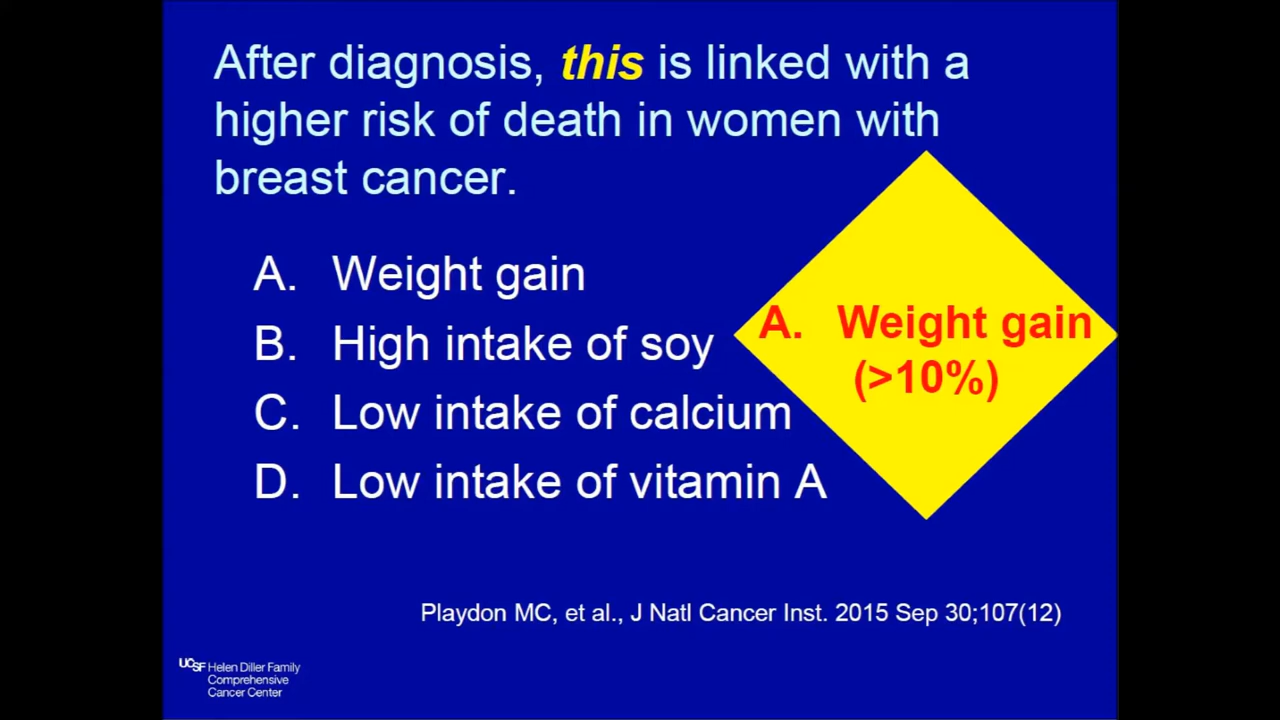 After diagnosis, this is linked with a
higher risk of death in women with
breast cancer.
A. Weight gain
B. High intake of soy
C. Low intake of calcium
D. Low intake of vitamin A
A. Weight gain
(>10%)
Playdon MC, et al., J Natl Cancer Inst. 2015 Sep 30;107(12)
UCSF Helen Diller Family
Comprehensive
Cancer Center